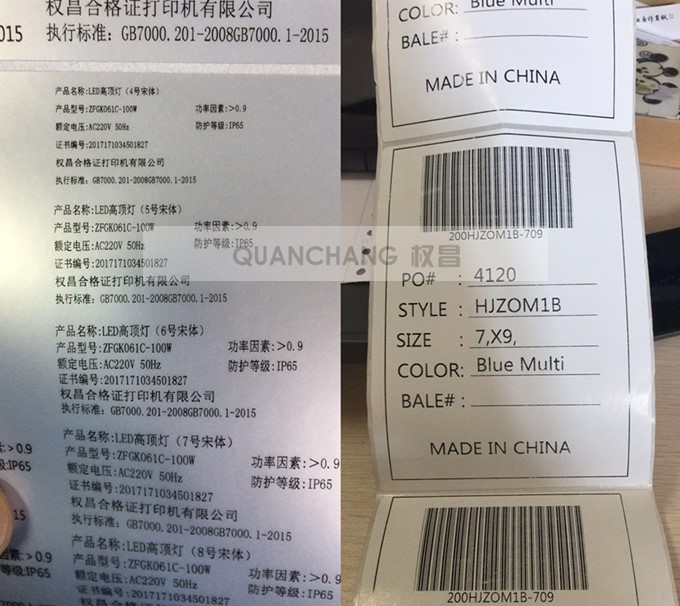 权昌合格证打印机有限公司
015 执行标准: GB7000.201-2008GB7000.1-2015
产品名称:LED高顶灯 (4号宋体)
产品型号:ZFGK061C-100W 功率因素:>0.9
额定电压:AC220V 50Hz 防护等级:IP65
证书编号:2017171034501827
权昌合格证打印机有限公司
执行标准: GB7000.201-2008GB7000.1-2015
产品名称:LED高顶灯 (5号宋体)
产品型号:ZFGK061C-100W 功率因素:>0.9
额定电压:AC220V 50Hz 防护等级:IP65
证书编号:2017171034501827
权昌合格证打印机有限公司
执行标准: GB7000.201-2008GB7000.1-2015
产品名称:LED高顶灯 (6号宋体)
产品型号:ZFGK061C-100W 功率因素:>0.9
额定电压:AC220V 50Hz 防护等级:IP65
证书编号:2017171034501827
权昌合格证打印机有限公司
执行标准: GB7000.201-2008GB7000.1-2015
产品名称:LED高顶灯 (7号宋体)
:>0.9 产品型号:ZFGK061C-100W 功率因素:>0.9
级:IP65 额定电压:AC220V 50Hz 防护等级:IP65
证书编号:2017171034501827
权昌合格证打印机有限公司
执行标准: GB7000.201-2008GB7000.1-2015
产品名称:LED高顶灯 (8号宋体)
素:>0.9 产品型号:ZFGK061C-100W 功率因素:>0.9
等级:IP65 额定电压:AC220V 50Hz 防护等级:IP65
证书编号:2017171034501827
权昌合格证打印机有限公司
QUANCHANG 权昌
COLOR: Blue Multi
BALE# :
MADE IN CHINA
200HJZOM1B-709
PO# : 4120
STYLE : HJZOM1B
SIZE : 7,X9,
COLOR: Blue Multi
BALE# :
MADE IN CHINA
200HJZOM1B-709